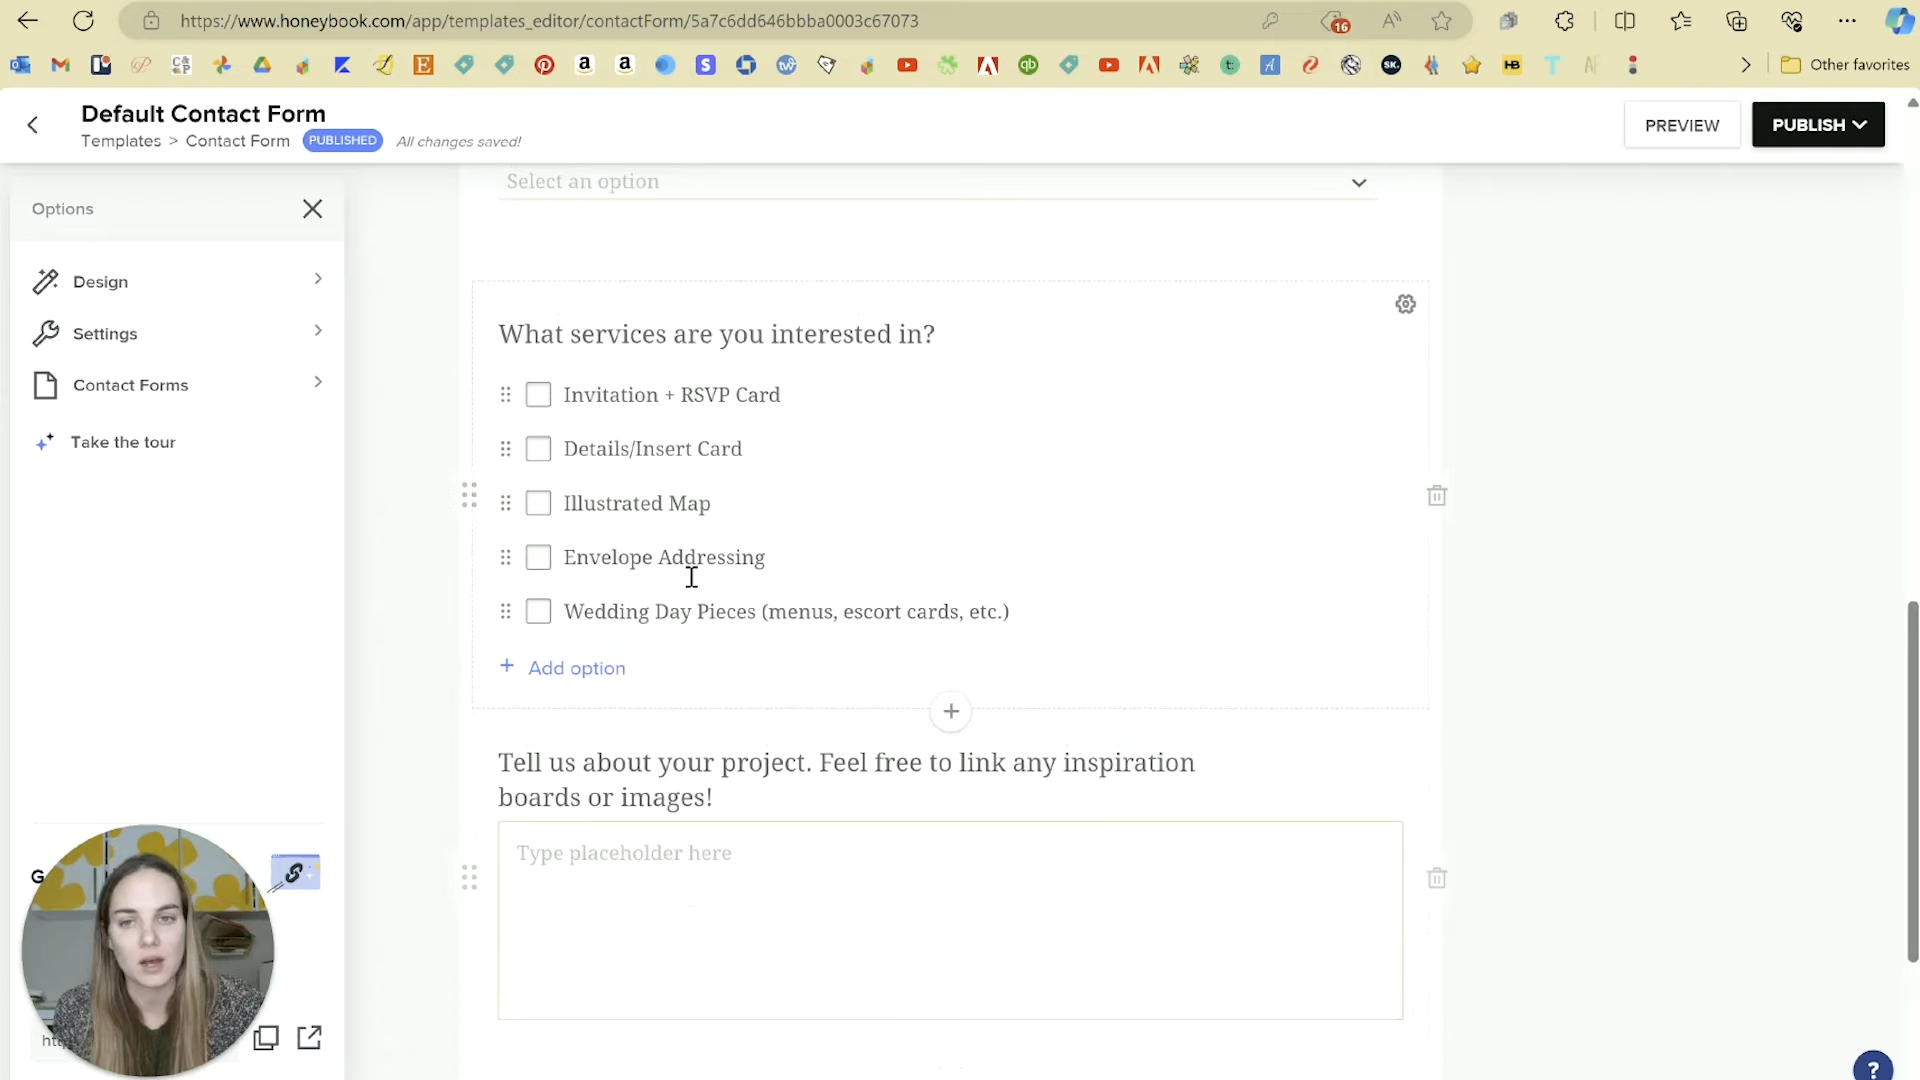 https://www.honeybook.com/app/templates_editor/contactForm/5a7c6dd646bbba0003c67073
16
Other favorites
Default Contact Form
Templates > Contact Form PUBLISHED All changes saved!
PREVIEW
PUBLISH
Options
Design
Settings
Contact Forms
Take the tour
Select an option
What services are you interested in?
Invitation + RSVP Card
Details/Insert Card
Illustrated Map
Envelope Addressing
Wedding Day Pieces (menus, escort cards, etc.)
+ Add option
Tell us about your project. Feel free to link any inspiration
boards or images!
Type placeholder here